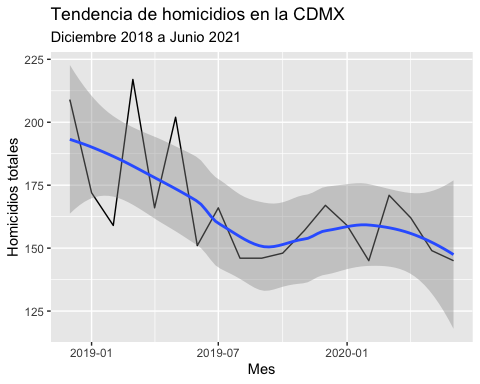 Tendencia de homicidios en la CDMX
Diciembre 2018 a Junio 2021
225
200
175
150
125
Homicidios totales
2019-01 2019-07 2020-01
Mes